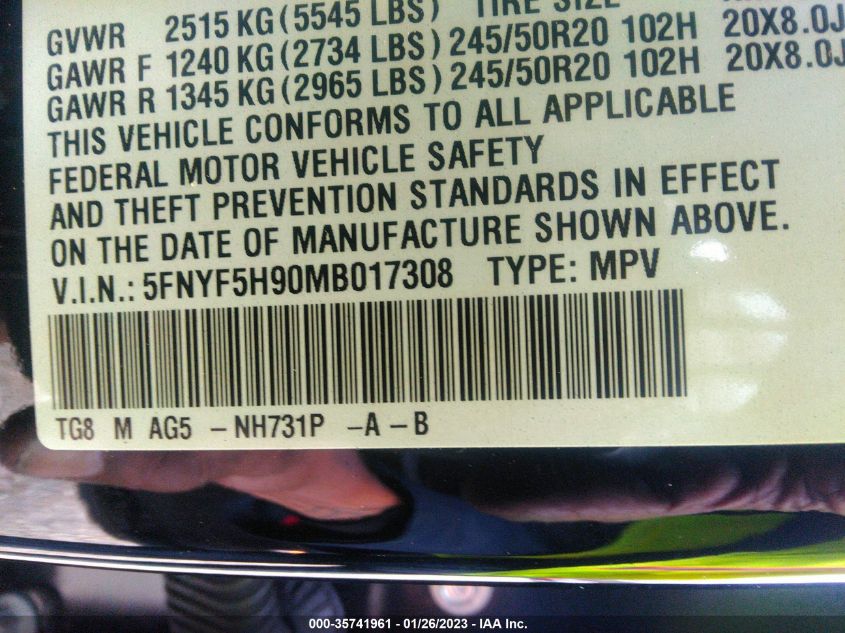 GVWR 2515 KG (5545 LBS) TIRE SIZE
GAWR F 1240 KG (2734 LBS) 245/50R20 102H 20X8.0J
GAWR R 1345 KG (2965 LBS) 245/50R20 102H 20X8.0J
THIS VEHICLE CONFORMS TO ALL APPLICABLE
FEDERAL MOTOR VEHICLE SAFETY
AND THEFT PREVENTION STANDARDS IN EFFECT
ON THE DATE OF MANUFACTURE SHOWN ABOVE.
V.I.N.: 5FNYF5H90MB017308 TYPE: MPV
TG8 M AG5 - NH731P - A - B
000-35741961 - 01/26/2023 - IAA Inc.